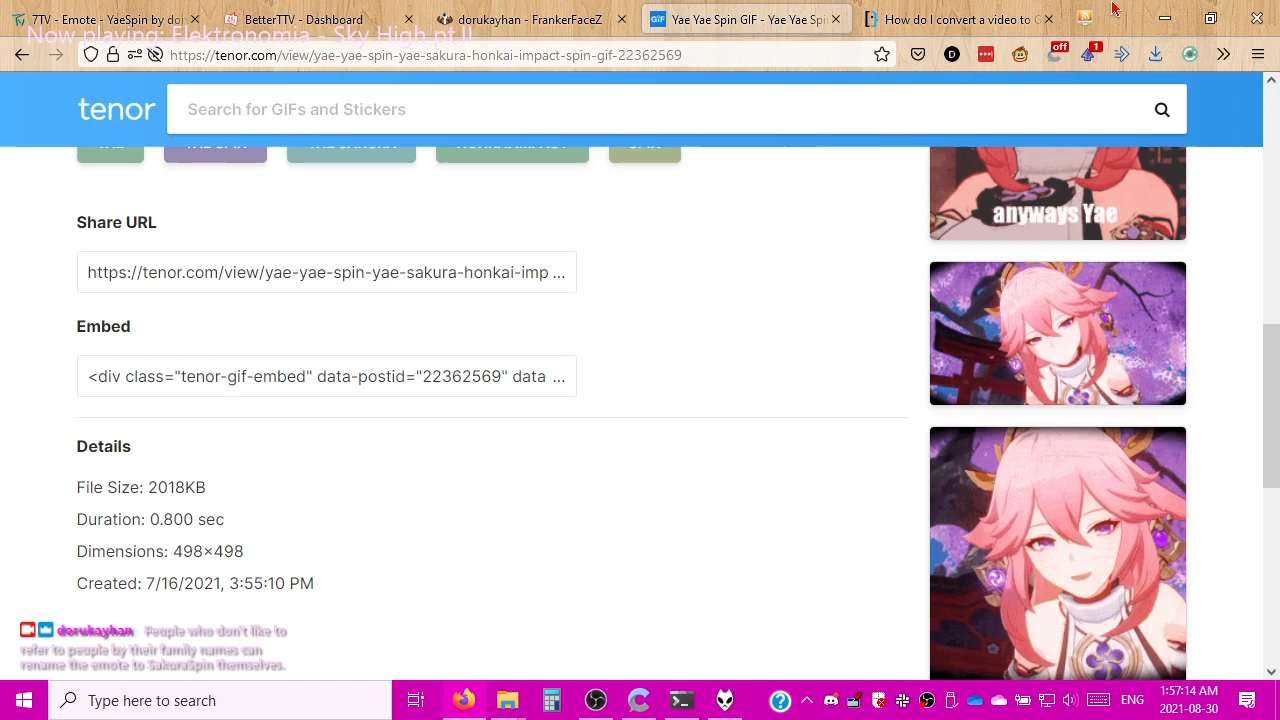 7TV - Emote - YaeSpin by do
BetterTTV - Dashboard
dorukayhan - FrankerFaceZ
GIF
Yae Yae Spin GIF - Yae Yae Spi
How do I convert a video to
Now playing: Elektronomia - Sky High pt.ii
https://tenor.com/view/yae-yae-spin-yae-sakura-honkai-impact-spin-gif-22362569
D
off
1
tenor
Search for GIFs and Stickers
anyways Yae
Share URL
https://tenor.com/view/yae-yae-spin-yae-sakura-honkai-imp ...
Embed
<div class="tenor-gif-embed" data-postid="22362569" data ...
Details
File Size: 2018KB
Duration: 0.800 sec
Dimensions: 498×498
Created: 7/16/2021, 3:55:10 PM
dorukayhan: People who don't like to
refer to people by their family names can
rename the emote to SakuraSpin themselves.
Type here to search
ENG
1:57:14 AM
2021-08-30